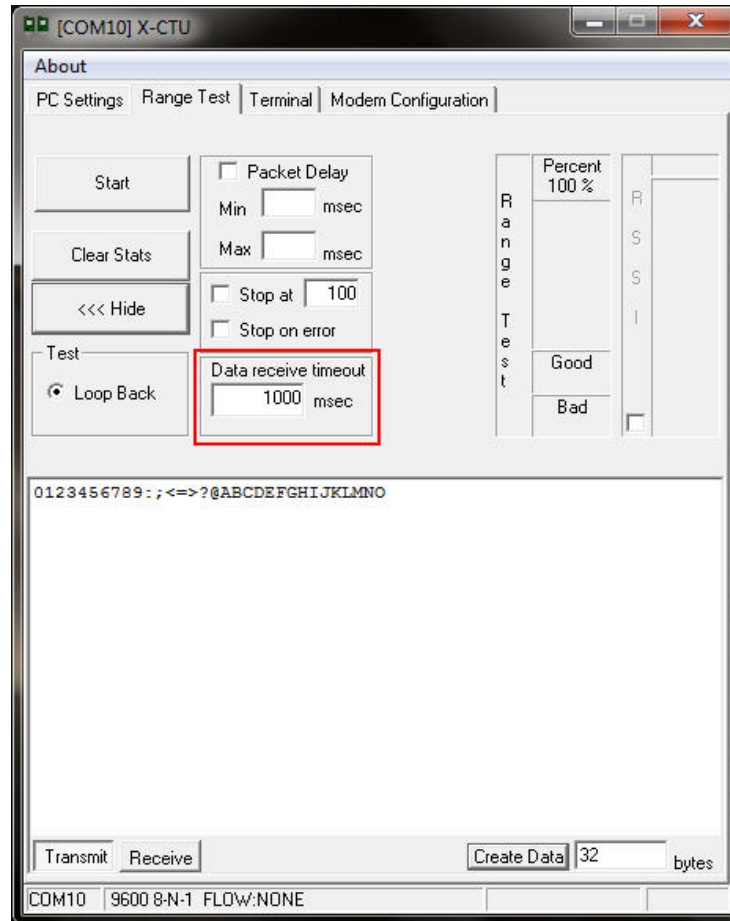 [COM10] X-CTU
About
PC Settings Range Test Terminal Modem Configuration
Start
Clear Stats
<<< Hide
Test
Loop Back
Packet Delay
Min msec
Max msec
Stop at 100
Stop on error
Data receive timeout
1000 msec
Range Test
Percent
100 %
Good
Bad
RSSI
0123456789:;<=>?@ABCDEFGHIJKLMNO
Transmit Receive Create Data 32 bytes
COM10 9600 8-N-1 FLOW:NONE